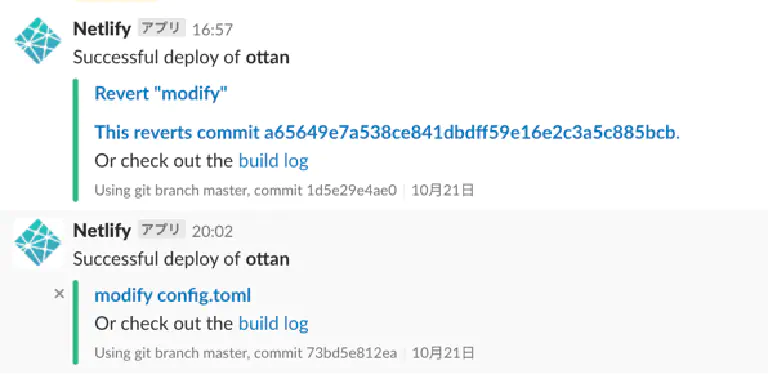 Netlify アプリ 16:57
Successful deploy of ottan
Revert "modify"
This reverts commit a65649e7a538ce841dbdff59e16e2c3a5c885bcb.
Or check out the build log
Using git branch master, commit 1d5e29e4ae0 | 10月21日
Netlify アプリ 20:02
Successful deploy of ottan
modify config.toml
Or check out the build log
Using git branch master, commit 73bd5e812ea | 10月21日